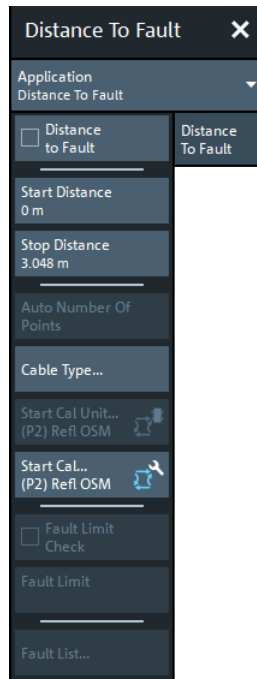 Distance To Fault
Application
Distance To Fault
Distance
to Fault
Distance
To Fault
Start Distance
0 m
Stop Distance
3.048 m
Auto Number Of
Points
Cable Type...
Start Cal Unit...
(P2) Refl OSM
Start Cal...
(P2) Refl OSM
Fault Limit
Check
Fault Limit
Fault List...